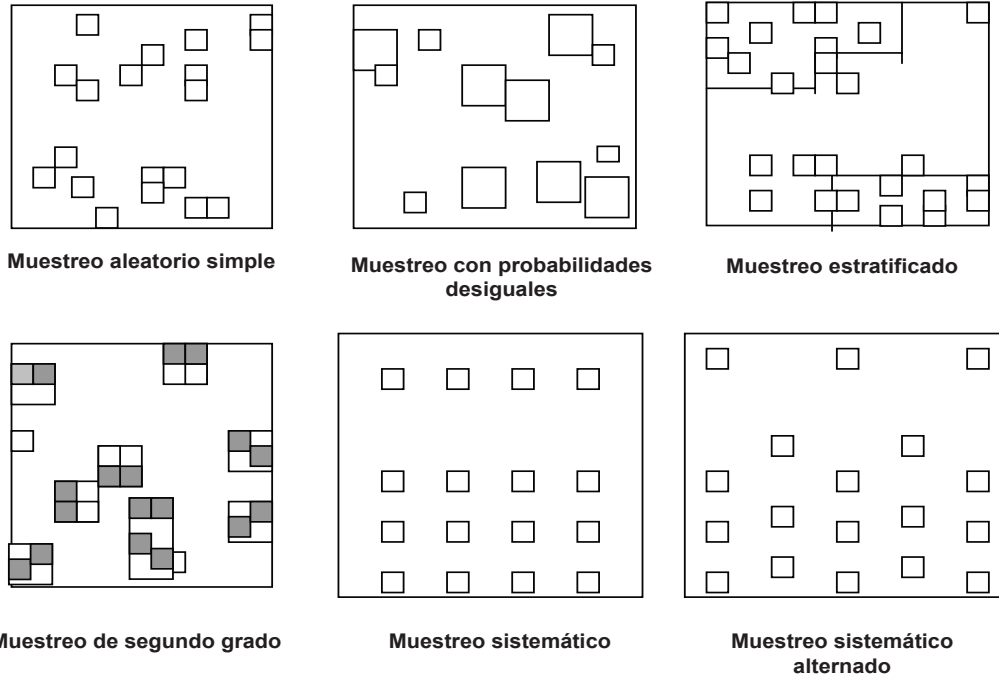 Muestreo aleatorio simple
Muestreo con probabilidades
desiguales
Muestreo estratificado
Muestreo de segundo grado
Muestreo sistemático
Muestreo sistemático
alternado